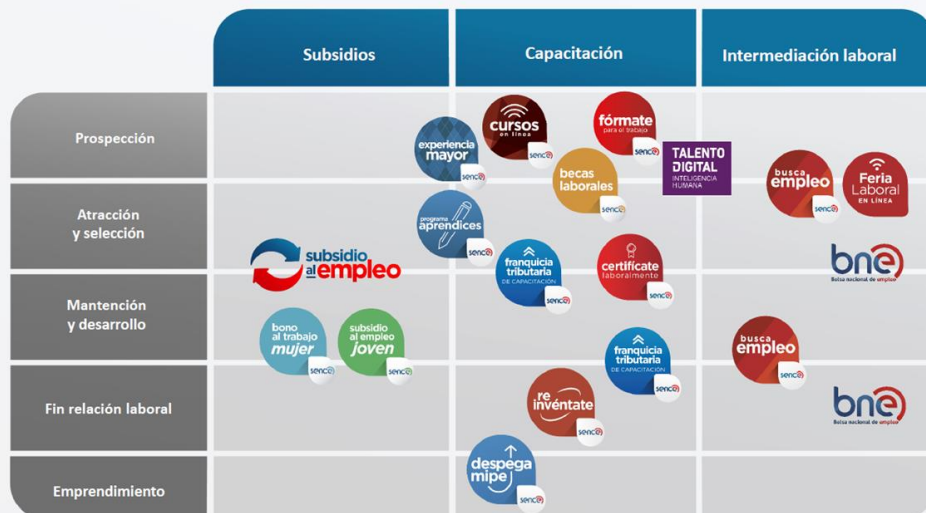 Subsidios
Capacitación
Intermediación laboral
Prospección
experiencia
mayor
sence
cursos
en línea
sence
fórmate
para el trabajo
sence
becas
laborales
sence
TALENTO
DIGITAL
INTELIGENCIA
HUMANA
busca
empleo
sence
Feria
Laboral
EN LÍNEA
Atracción
y selección
programa
aprendices
sence
subsidio
al empleo
franquicia
tributaria
DE CAPACITACIÓN
sence
certifícate
laboralmente
sence
bne
Bolsa nacional de empleo
Mantención
y desarrollo
bono
al trabajo
mujer
sence
subsidio
al empleo
joven
sence
franquicia
tributaria
DE CAPACITACIÓN
sence
busca
empleo
sence
Fin relación laboral
re
invéntate
sence
bne
Bolsa nacional de empleo
Emprendimiento
despega
mipe
sence